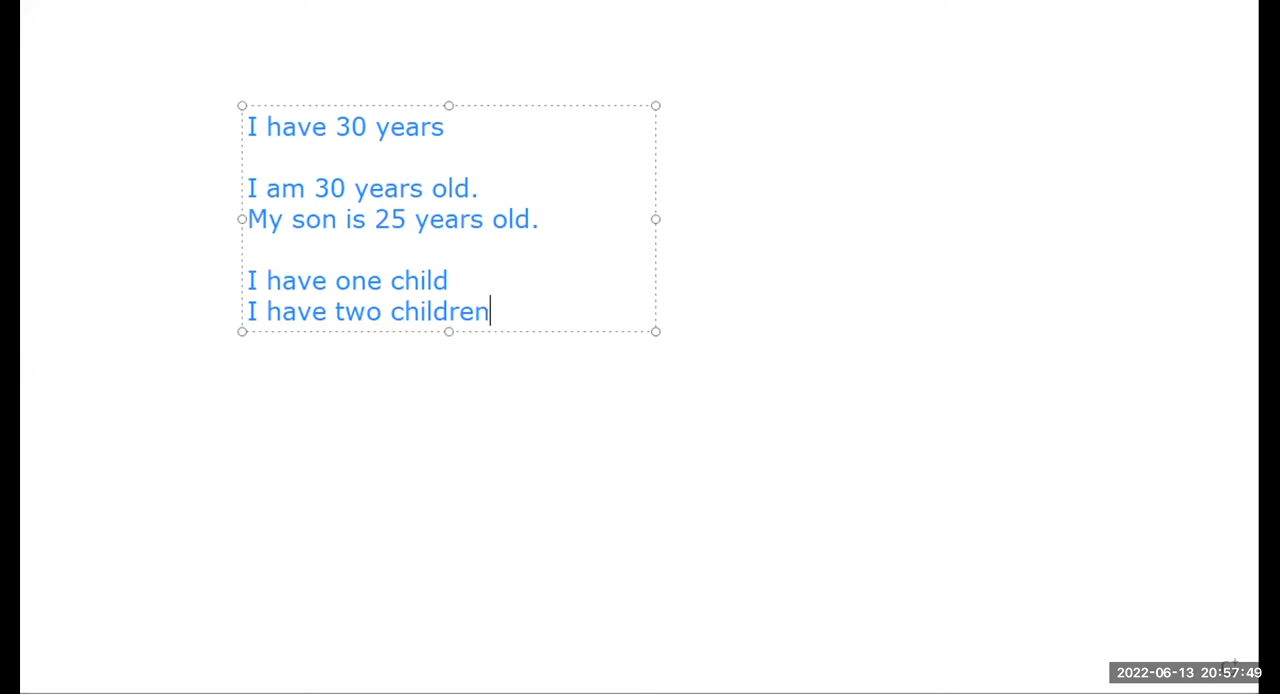 I have 30 years
I am 30 years old.
My son is 25 years old.
I have one child
I have two children
2022-06-13 20:57:49